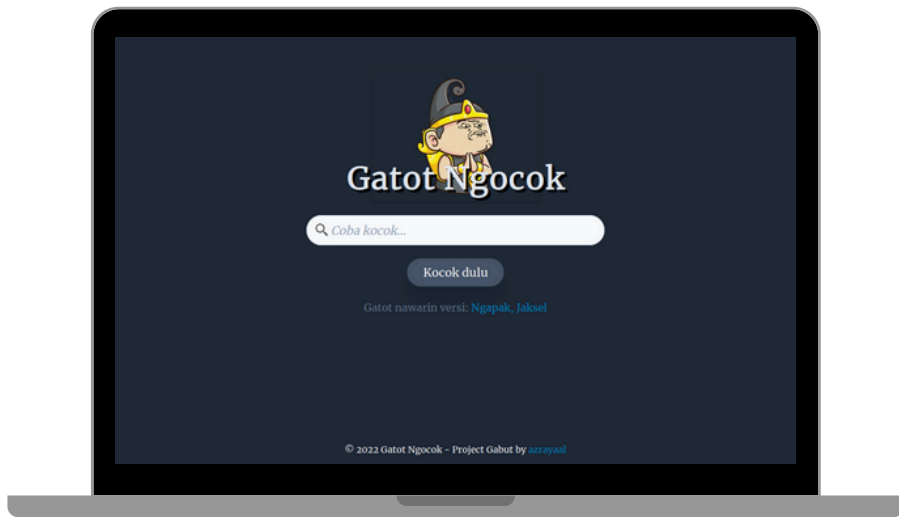 Gatot Ngocok
Coba kocok...
Kocok dulu
Gatot nawarin versi: Ngapak, Jaksel
© 2022 Gatot Ngocok - Project Gabut by azrayaal